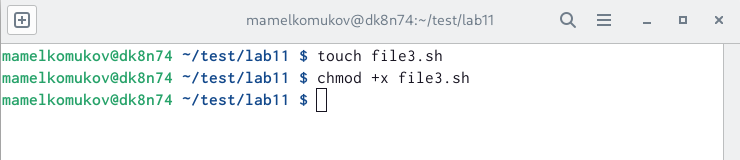 mamelkomukov@dk8n74:~/test/lab11
mamelkomukov@dk8n74 ~/test/lab11 $ touch file3.sh
mamelkomukov@dk8n74 ~/test/lab11 $ chmod +x file3.sh
mamelkomukov@dk8n74 ~/test/lab11 $